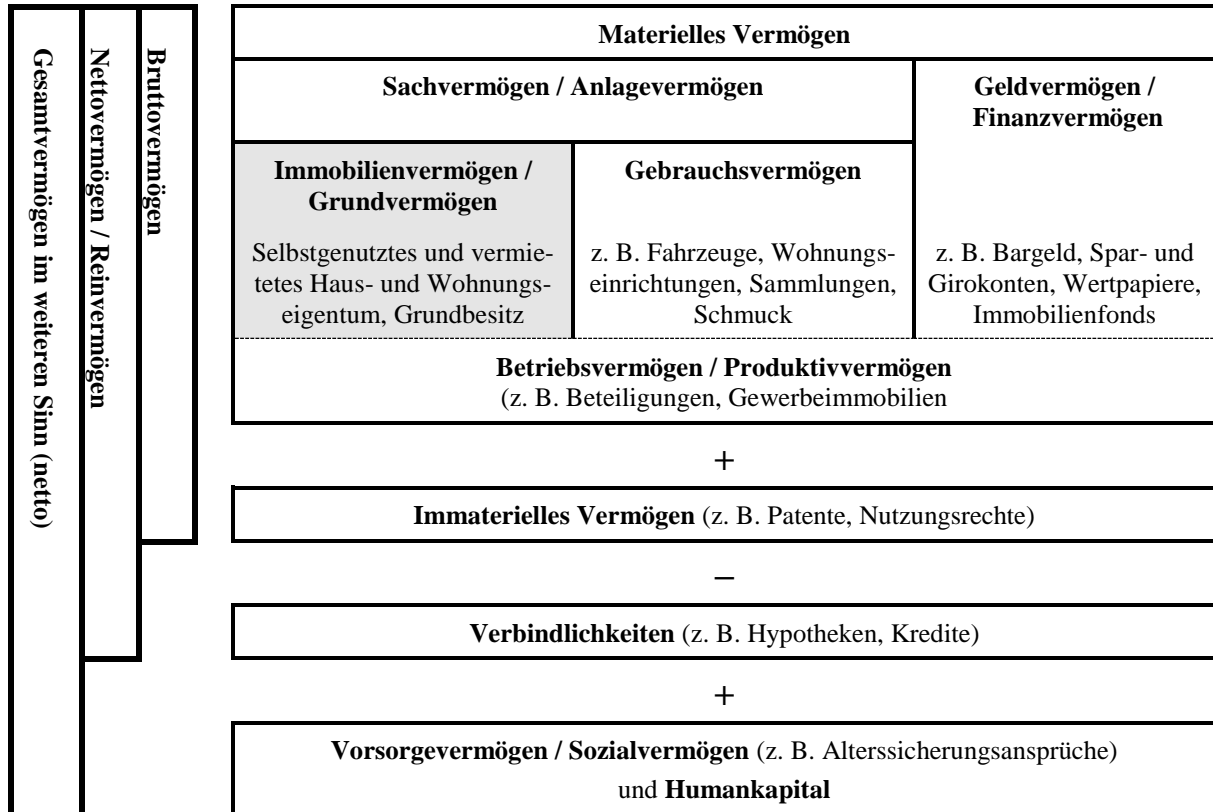 Gesamtvermögen im weiteren Sinn (netto)
Nettovermögen / Reinvermögen
Bruttovermögen
Materielles Vermögen
Sachvermögen / Anlagevermögen
Geldvermögen /
Finanzvermögen
Immobilienvermögen /
Grundvermögen
Gebrauchsvermögen
Selbstgenutztes und vermie-
tetes Haus- und Wohnungs-
eigentum, Grundbesitz
z. B. Fahrzeuge, Wohnungs-
einrichtungen, Sammlungen,
Schmuck
z. B. Bargeld, Spar- und
Girokonten, Wertpapiere,
Immobilienfonds
Betriebsvermögen / Produktivvermögen
(z. B. Beteiligungen, Gewerbeimmobilien
+
Immaterielles Vermögen (z. B. Patente, Nutzungsrechte)
–
Verbindlichkeiten (z. B. Hypotheken, Kredite)
+
Vorsorgevermögen / Sozialvermögen (z. B. Alterssicherungsansprüche)
und Humankapital